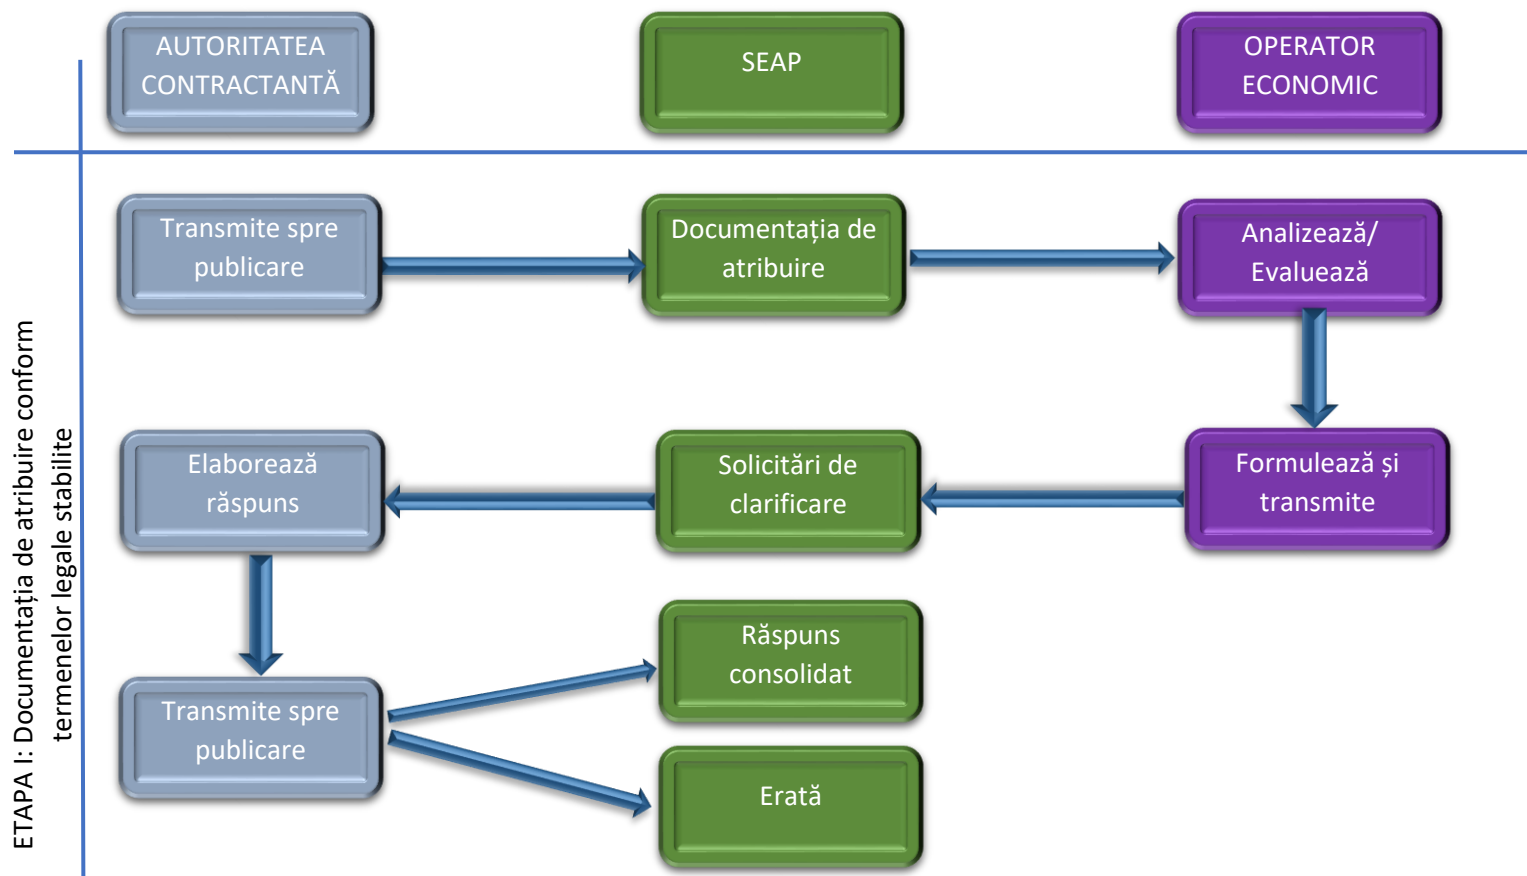 AUTORITATEA
CONTRACTANTĂ
SEAP
OPERATOR
ECONOMIC
ETAPA I: Documentația de atribuire conform
termenelor legale stabilite
Transmite spre
publicare
Documentația de
atribuire
Analizează/
Evaluează
Elaborează
răspuns
Solicitări de
clarificare
Formulează și
transmite
Transmite spre
publicare
Răspuns
consolidat
Erată